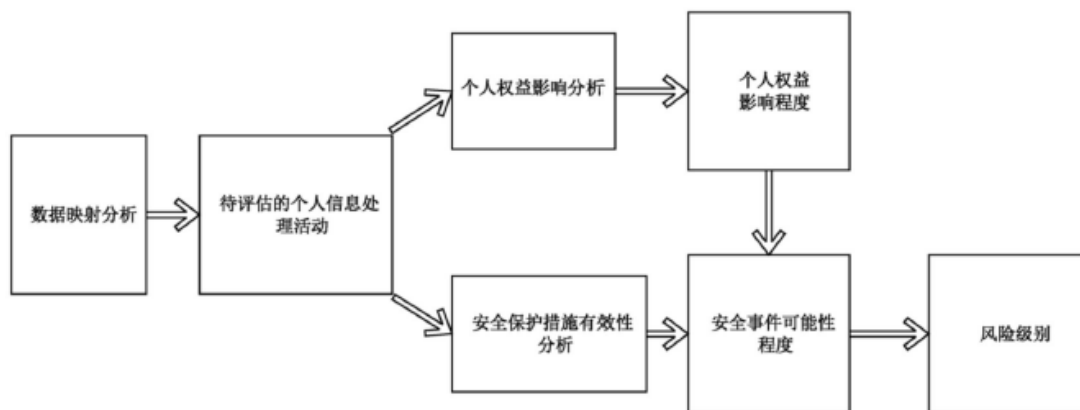 数据映射分析
待评估的个人信息处
理活动
个人权益影响分析
个人权益
影响程度
安全保护措施有效性
分析
安全事件可能性
程度
风险级别